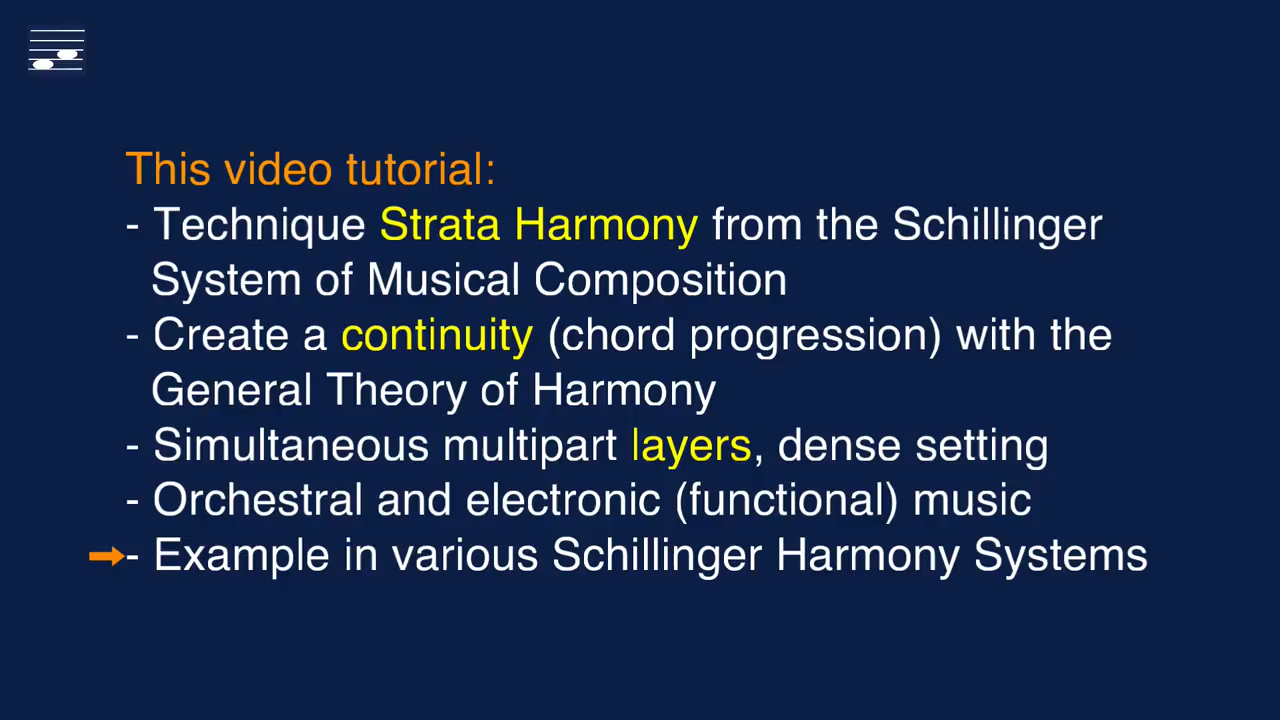 This video tutorial:
- Technique Strata Harmony from the Schillinger
System of Musical Composition
- Create a continuity (chord progression) with the
General Theory of Harmony
- Simultaneous multipart layers, dense setting
- Orchestral and electronic (functional) music
- Example in various Schillinger Harmony Systems